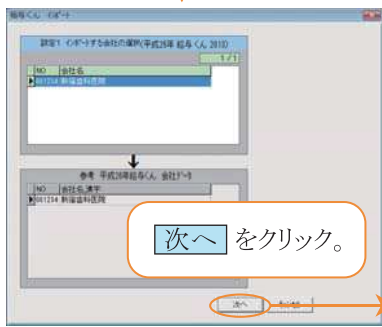 給与くん インポート
設定1 インポートする会社の選択(平成25年 給与くん 2013)
1/1
NO 会社名
001234 新宿歯科医院
参考 平成26年給与くん 会社データ
NO 会社名漢字
001234 新宿歯科医院
次へ をクリック。
次へ